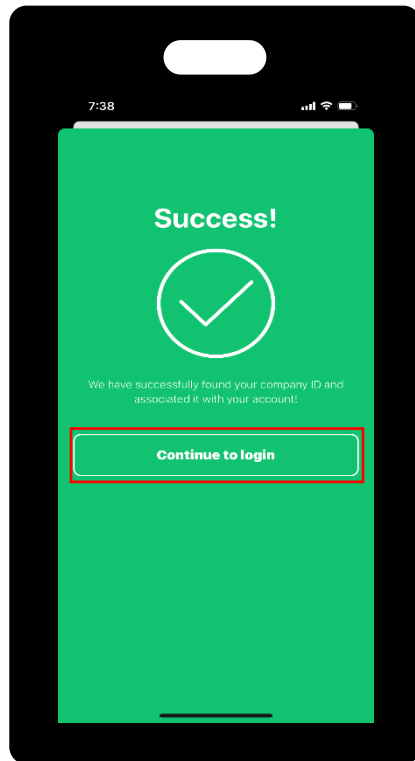 7:38
Success!
We have successfully found your company ID and
associated it with your account!
Continue to login